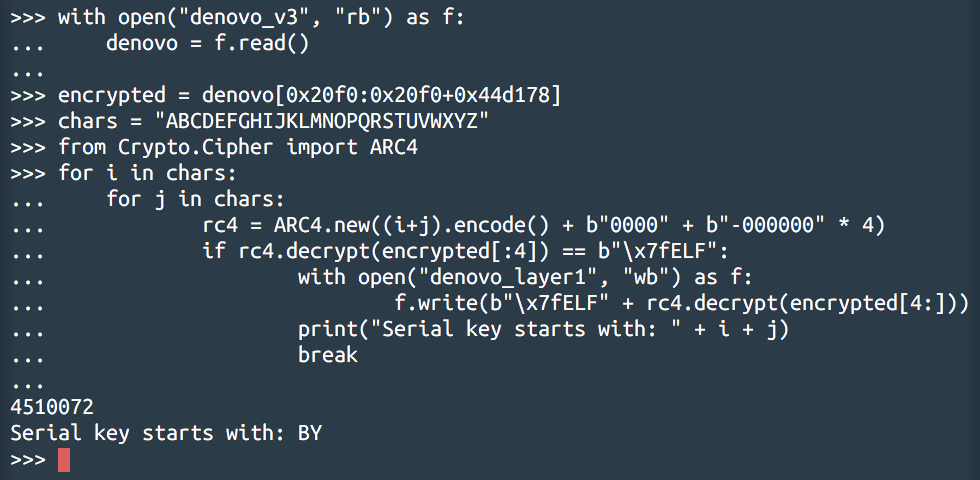 >>> with open("denovo_v3", "rb") as f:
...     denovo = f.read()
...
>>> encrypted = denovo[0x20f0:0x20f0+0x44d178]
>>> chars = "ABCDEFGHIJKLMNOPQRSTUVWXYZ"
>>> from Crypto.Cipher import ARC4
>>> for i in chars:
...     for j in chars:
...             rc4 = ARC4.new((i+j).encode() + b"0000" + b"-000000" * 4)
...             if rc4.decrypt(encrypted[:4]) == b"\x7fELF":
...                     with open("denovo_layer1", "wb") as f:
...                             f.write(b"\x7fELF" + rc4.decrypt(encrypted[4:]))
...                     print("Serial key starts with: " + i + j)
...                     break
...
4510072
Serial key starts with: BY
>>>